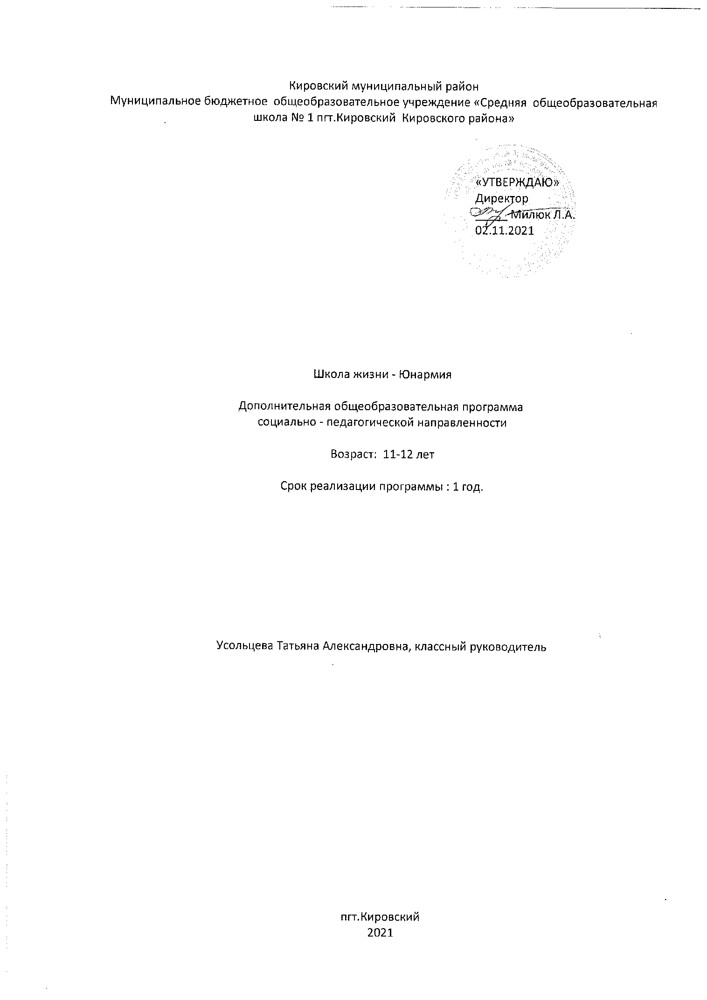 Кировский муниципальный район
Муниципальное бюджетное общеобразовательное учреждение «Средняя общеобразовательная
школа № 1 пгт.Кировский Кировского района»
«УТВЕРЖДАЮ»
Директор
Милюк Л.А.
02.11.2021
Школа жизни - Юнармия
Дополнительная общеобразовательная программа
социально - педагогической направленности
Возраст: 11-12 лет
Срок реализации программы : 1 год.
Усольцева Татьяна Александровна, классный руководитель
пгт.Кировский
2021